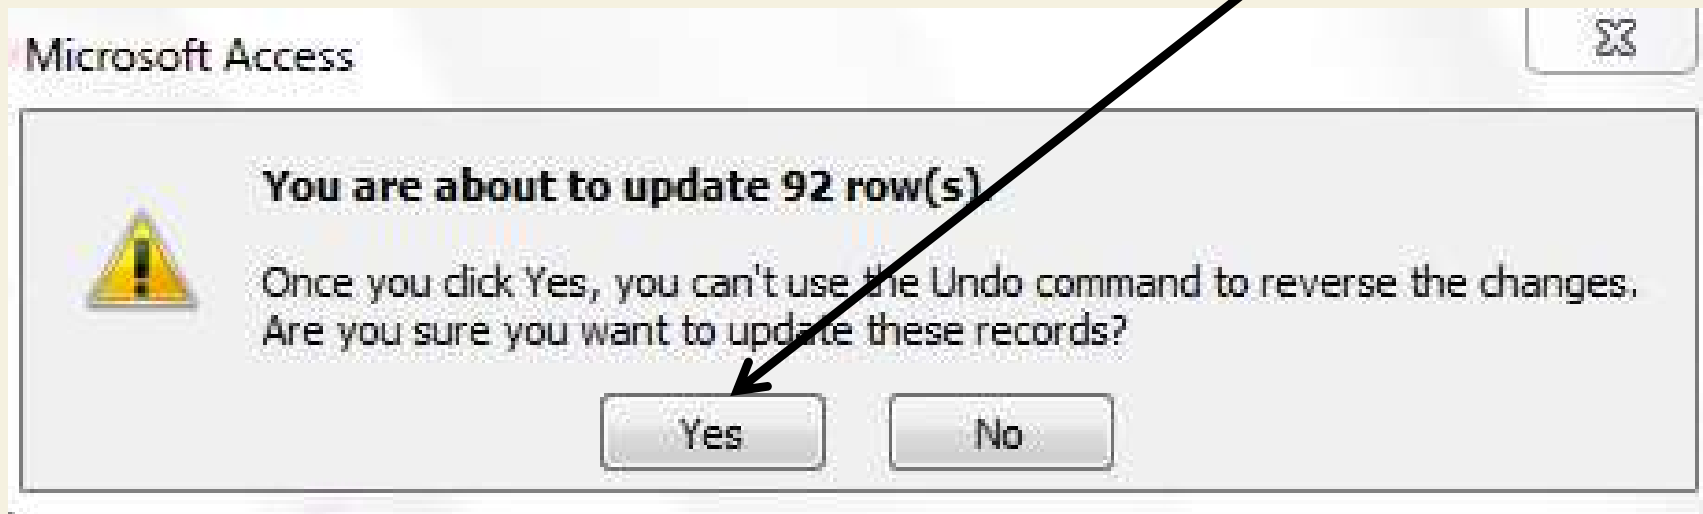 Microsoft Access
You are about to update 92 row(s).
Once you click Yes, you can't use the Undo command to reverse the changes.
Are you sure you want to update these records?
Yes No